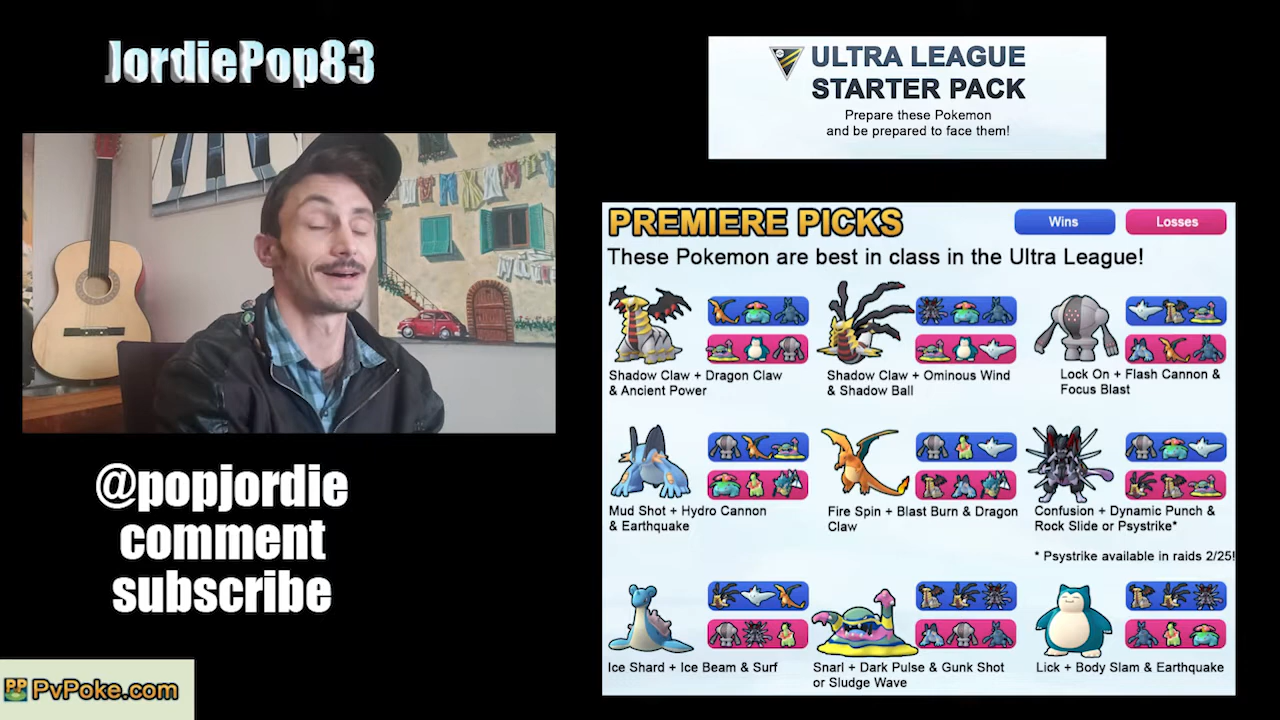 JordiePop83
ULTRA LEAGUE
STARTER PACK
Prepare these Pokemon
and be prepared to face them!
PREMIERE PICKS
Wins
Losses
These Pokemon are best in class in the Ultra League!
Shadow Claw + Dragon Claw
& Ancient Power
Shadow Claw + Ominous Wind
& Shadow Ball
Lock On + Flash Cannon &
Focus Blast
Mud Shot + Hydro Cannon
& Earthquake
Fire Spin + Blast Burn & Dragon
Claw
Confusion + Dynamic Punch &
Rock Slide or Psystrike*
* Psystrike available in raids 2/25!
Ice Shard + Ice Beam & Surf
Snarl + Dark Pulse & Gunk Shot
or Sludge Wave
Lick + Body Slam & Earthquake
@popjordie
comment
subscribe
PvPoke.com